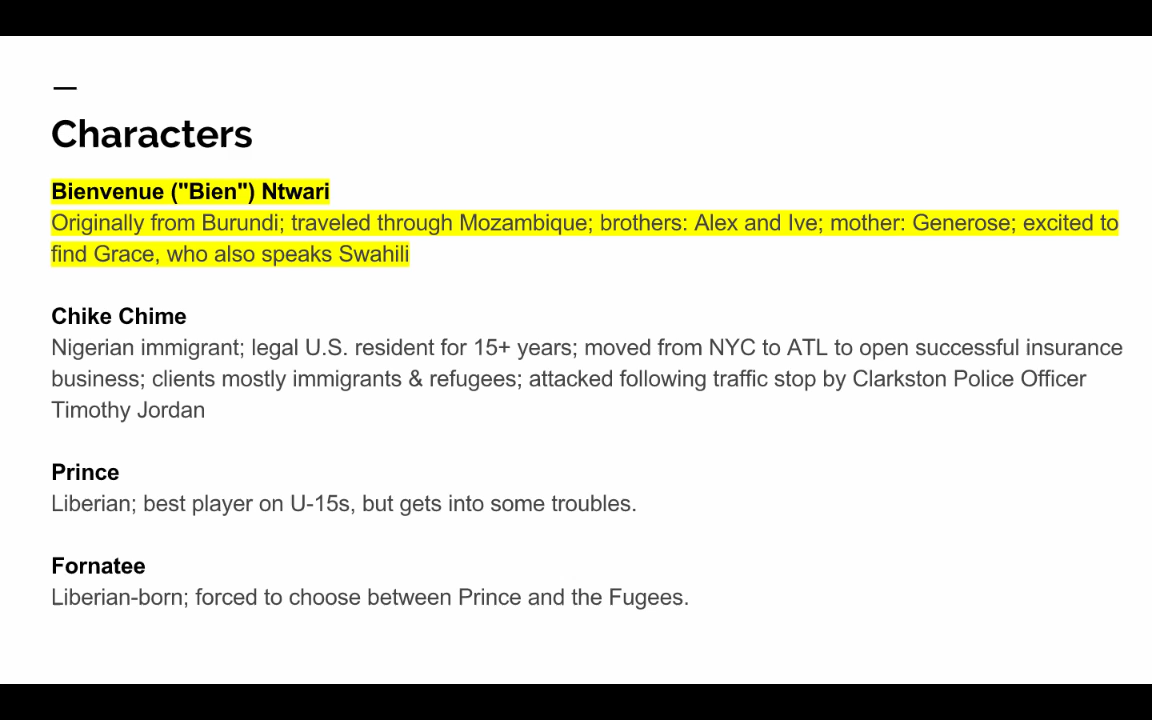 Characters
Bienvenue ("Bien") Ntwari
Originally from Burundi; traveled through Mozambique; brothers: Alex and Ive; mother: Generose; excited to
find Grace, who also speaks Swahili
Chike Chime
Nigerian immigrant; legal U.S. resident for 15+ years; moved from NYC to ATL to open successful insurance
business; clients mostly immigrants & refugees; attacked following traffic stop by Clarkston Police Officer
Timothy Jordan
Prince
Liberian; best player on U-15s, but gets into some troubles.
Fornatee
Liberian-born; forced to choose between Prince and the Fugees.